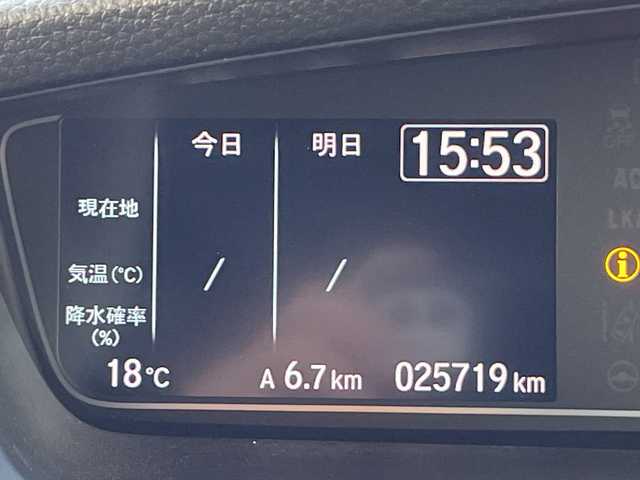 今日 明日 15:53
現在地
気温(℃) / /
降水確率
(%)
18℃ A 6.7 km 025719 km